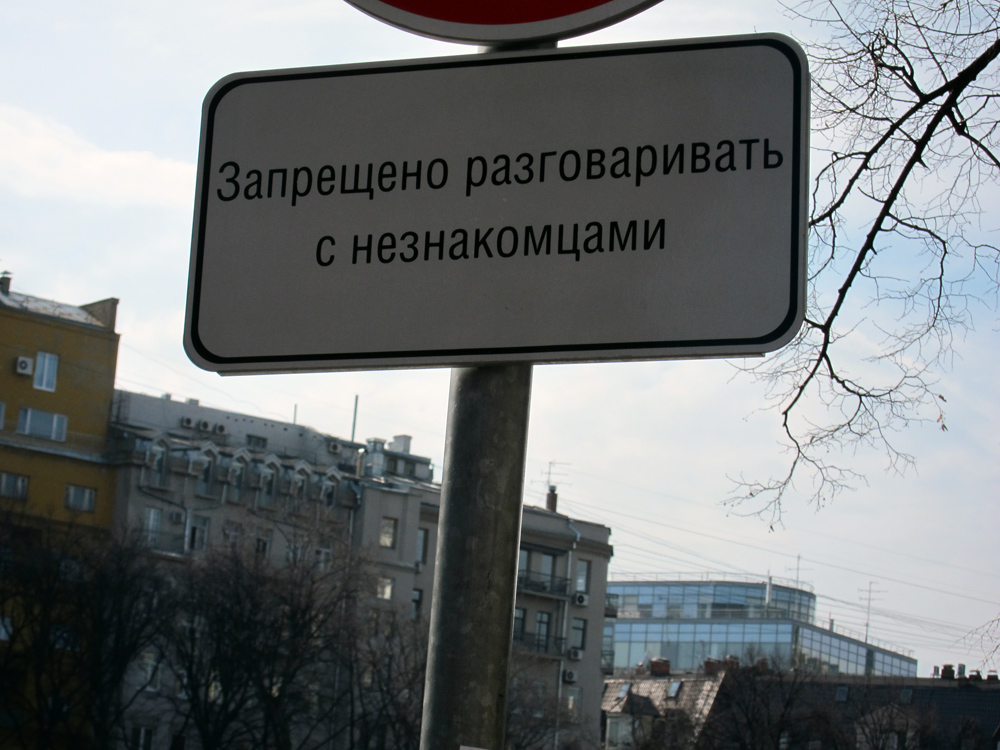 Запрещено разговаривать
с незнакомцами